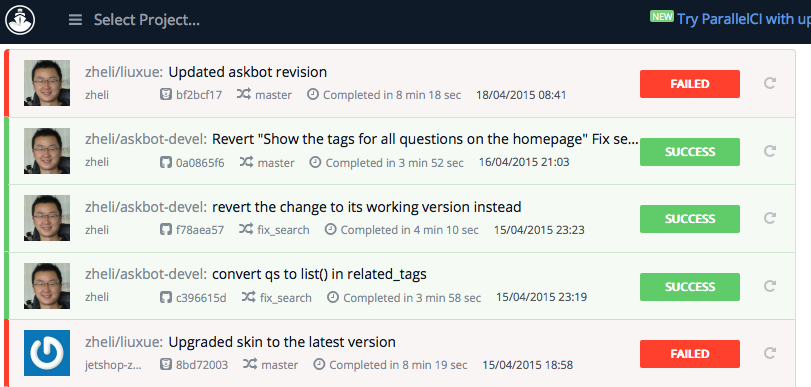 Select Project...
NEW Try ParallelCI with up
zheli/liuxue: Updated askbot revision
FAILED
zheli bf2bcf17 master Completed in 8 min 18 sec 18/04/2015 08:41
zheli/askbot-devel: Revert "Show the tags for all questions on the homepage" Fix se...
SUCCESS
zheli 0a0865f6 master Completed in 3 min 52 sec 16/04/2015 21:03
zheli/askbot-devel: revert the change to its working version instead
SUCCESS
zheli f78aea57 fix_search Completed in 4 min 10 sec 15/04/2015 23:23
zheli/askbot-devel: convert qs to list() in related_tags
SUCCESS
zheli c396615d fix_search Completed in 3 min 58 sec 15/04/2015 23:19
zheli/liuxue: Upgraded skin to the latest version
FAILED
jetshop-z... 8bd72003 master Completed in 8 min 19 sec 15/04/2015 18:58